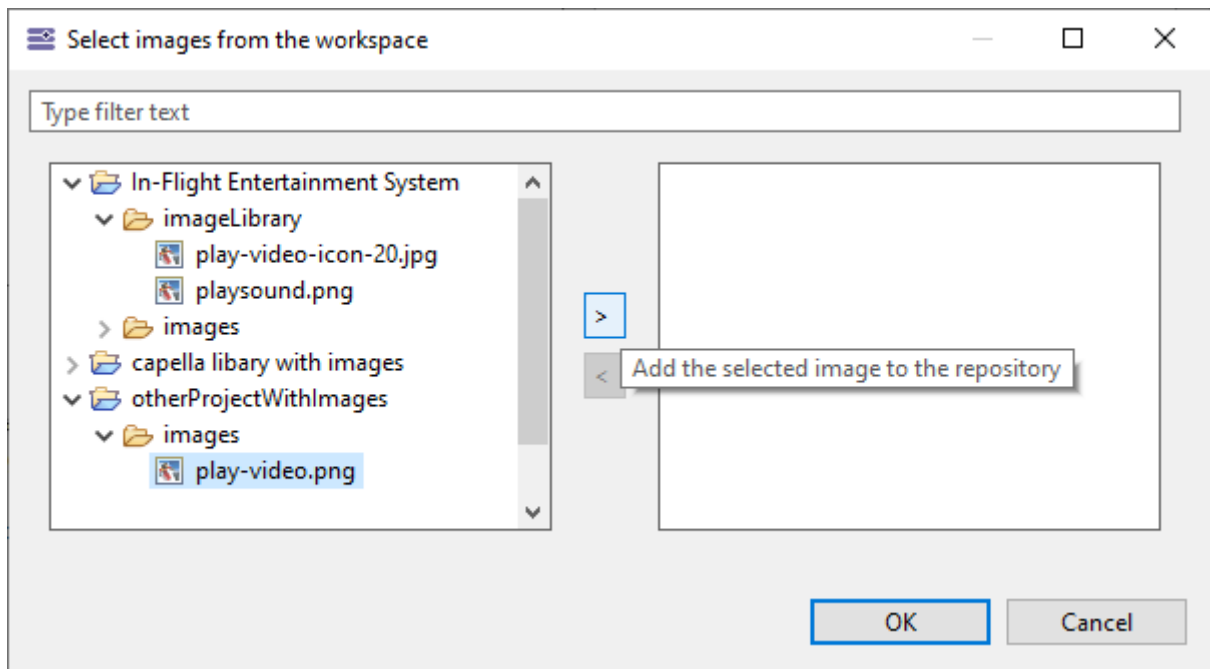 Select images from the workspace
Type filter text
In-Flight Entertainment System
imageLibrary
play-video-icon-20.jpg
playsound.png
images
capella libary with images
otherProjectWithImages
images
play-video.png
>
<
Add the selected image to the repository
OK
Cancel